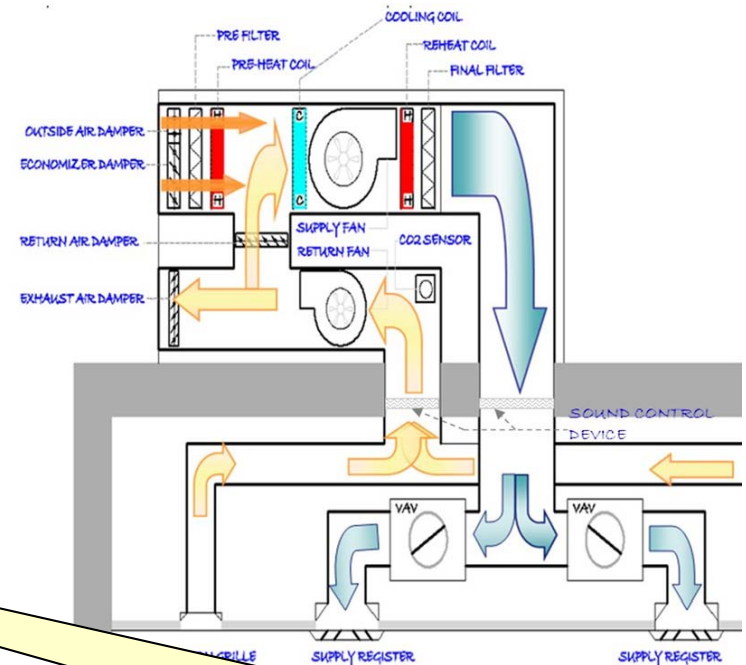 COOLING COIL
PRE FILTER
REHEAT COIL
PRE-HEAT COIL
FINAL FILTER
H
C
H
OUTSIDE AIR DAMPER
ECONOMIZER DAMPER
H
C
H
SUPPLY FAN
RETURN AIR DAMPER
RETURN FAN
CO2 SENSOR
EXHAUST AIR DAMPER
SOUND CONTROL
DEVICE
VAV
VAV
GRILLE
SUPPLY REGISTER
SUPPLY REGISTER